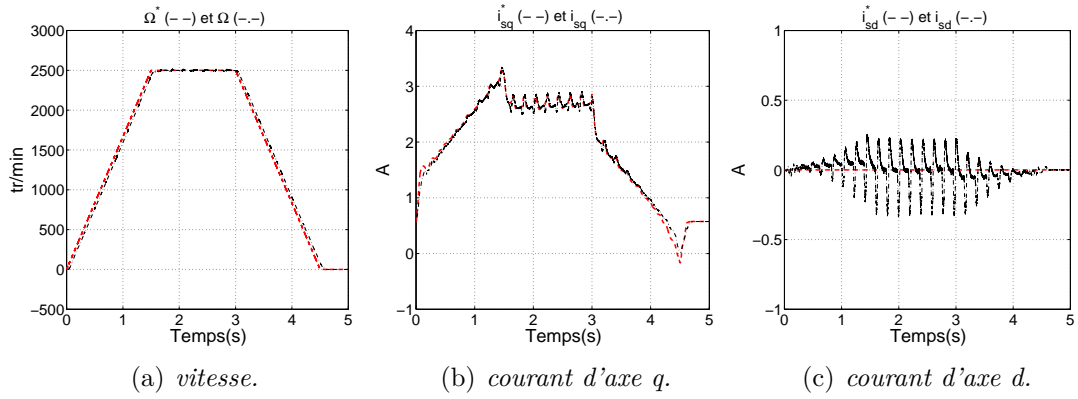 Ω* (- -) et Ω (-.-)
3000
2500
2000
1500
1000
500
0
−500
tr/min
0 1 2 3 4 5
Temps(s)
(a) vitesse.
i*sq (- -) et isq (-.-)
4
3
2
1
0
−1
A
0 1 2 3 4 5
Temps(s)
(b) courant d'axe q.
i*sd (- -) et isd (-.-)
1
0.5
0
−0.5
−1
A
0 1 2 3 4 5
Temps(s)
(c) courant d'axe d.